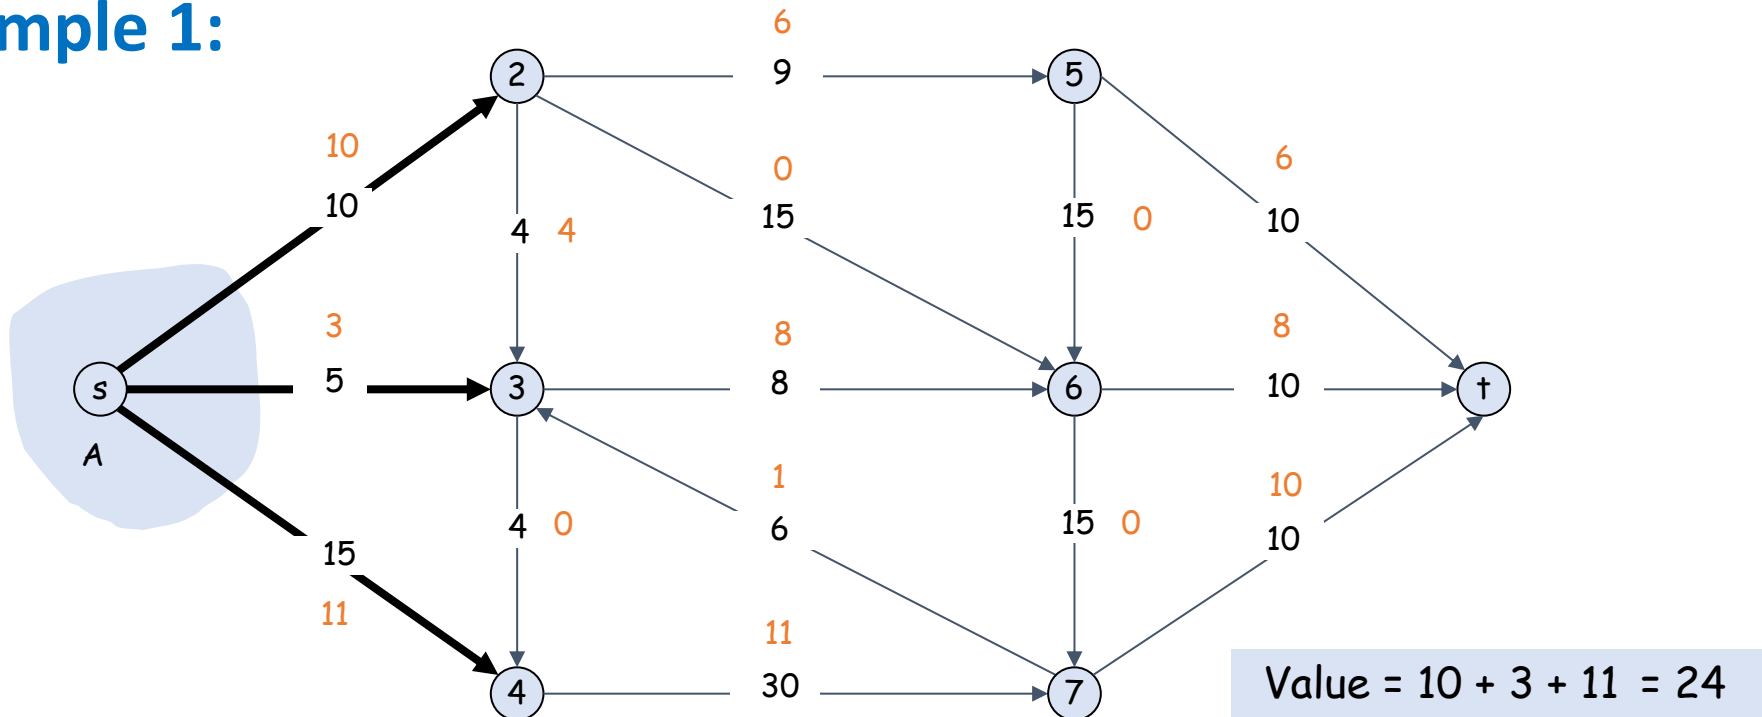 mple 1:
6
2 9 5
10 0 6
10 4 4 15 15 0 10
3 8 8
s 5 3 8 6 10 t
A 1 10
15 4 0 6 15 0 10
11 11
4 30 7
Value = 10 + 3 + 11 = 24